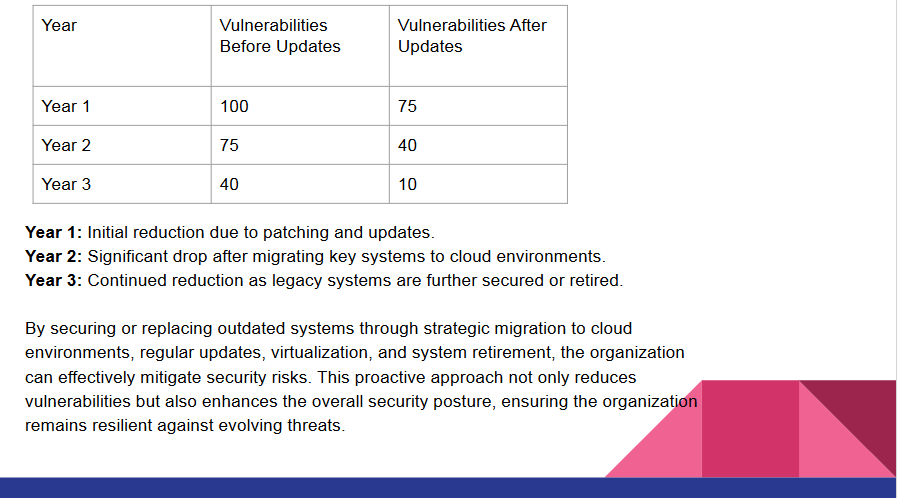 Year Vulnerabilities Before Updates Vulnerabilities After Updates
Year 1 100 75
Year 2 75 40
Year 3 40 10
Year 1: Initial reduction due to patching and updates.
Year 2: Significant drop after migrating key systems to cloud environments.
Year 3: Continued reduction as legacy systems are further secured or retired.
By securing or replacing outdated systems through strategic migration to cloud
environments, regular updates, virtualization, and system retirement, the organization
can effectively mitigate security risks. This proactive approach not only reduces
vulnerabilities but also enhances the overall security posture, ensuring the organization
remains resilient against evolving threats.